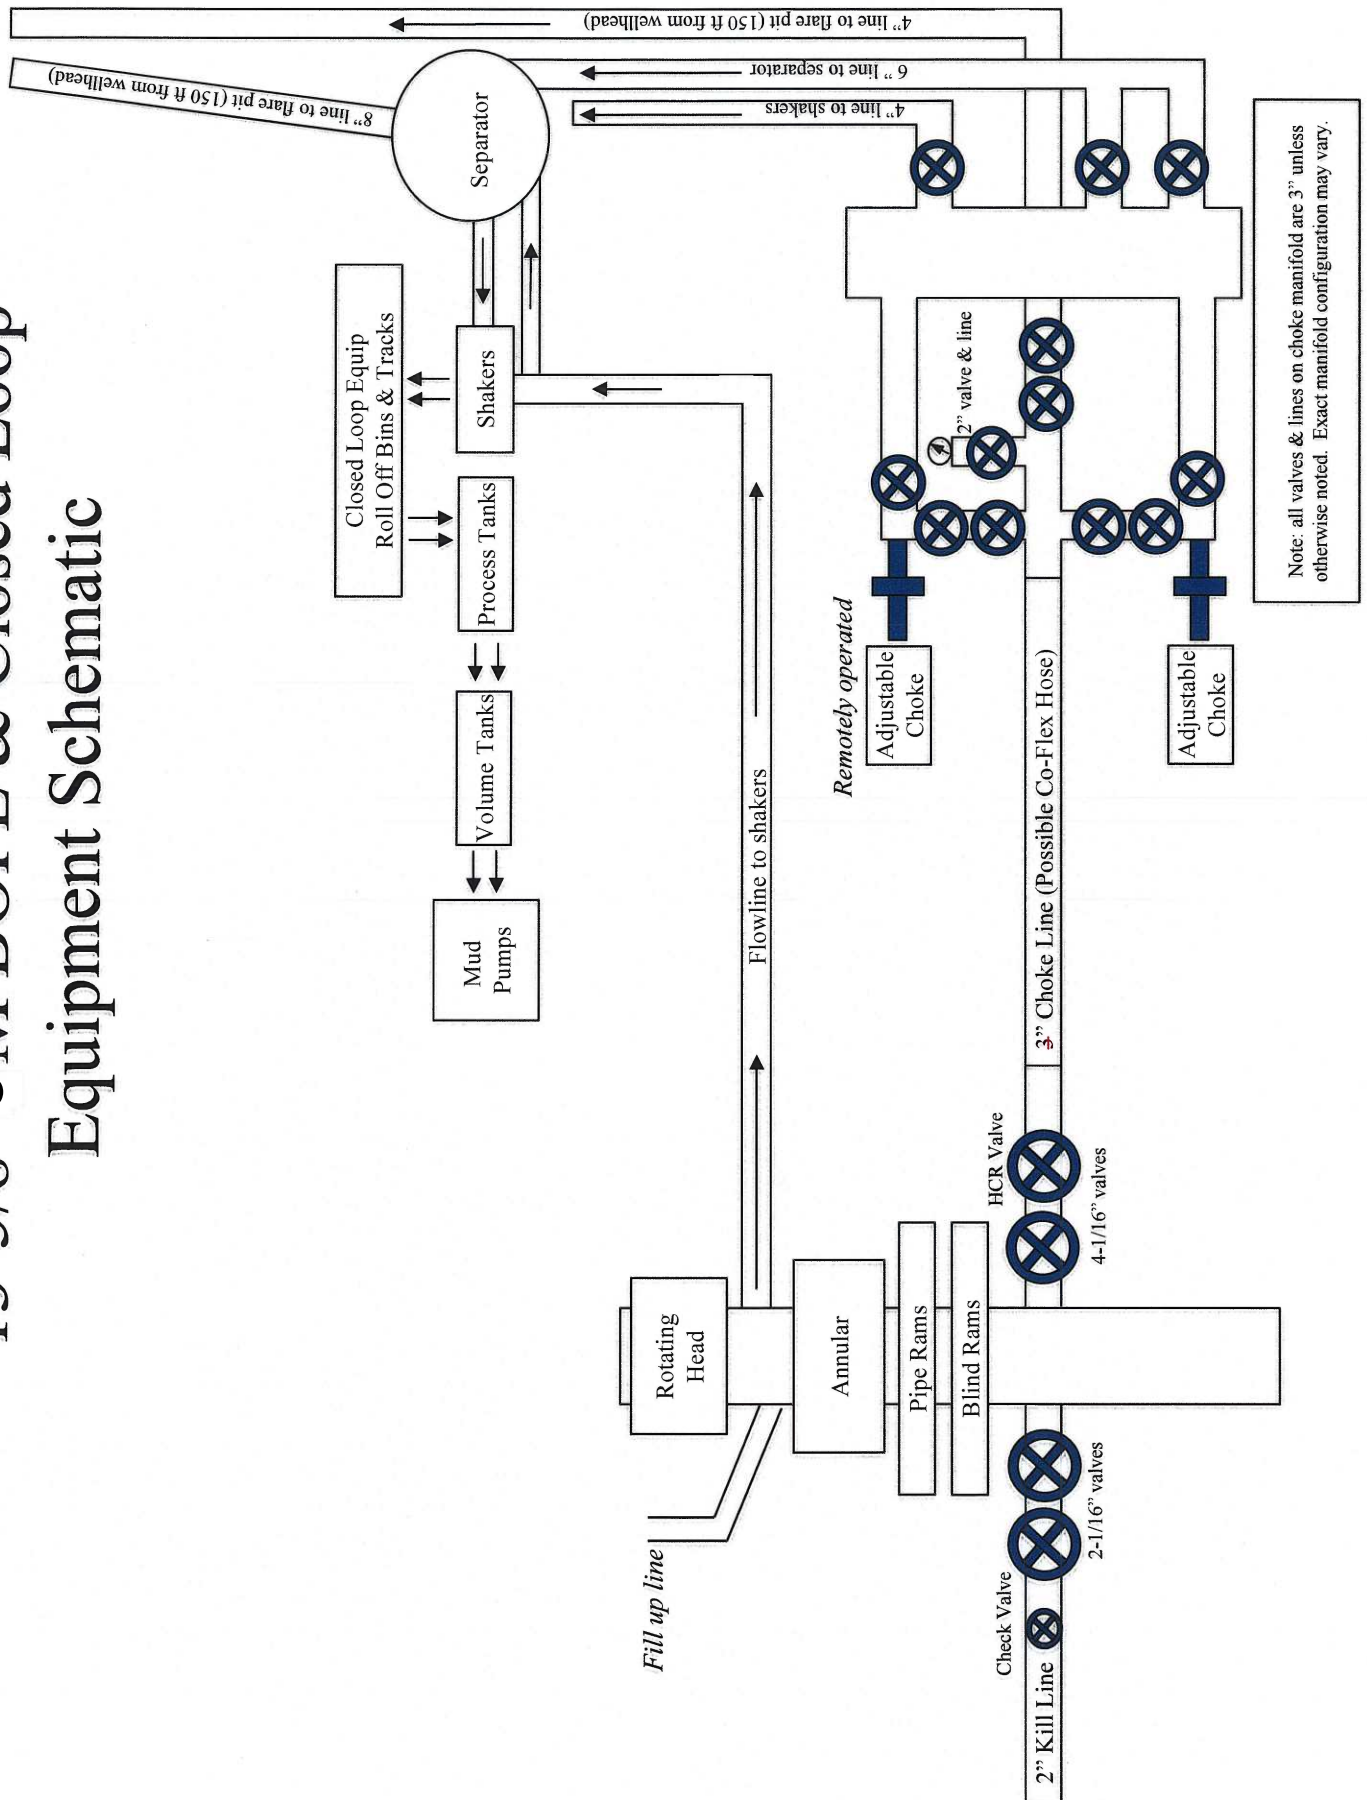 BOPE & Closed Loop
Equipment Schematic
8” line to flare pit (150 ft from wellhead)
4” line to flare pit (150 ft from wellhead)
Closed Loop Equip
Roll Off Bins & Tracks
Mud
Pumps
Volume Tanks
Process Tanks
Shakers
Separator
6” line to separator
4” line to shakers
Fill up line
Rotating
Head
Flowline to shakers
Annular
Pipe Rams
Blind Rams
Remotely operated
Adjustable
Choke
2” valve & line
Check Valve
HCR Valve
2” Kill Line
3” Choke Line (Possible Co-Flex Hose)
2-1/16” valves
4-1/16” valves
Adjustable
Choke
Note: all valves & lines on choke manifold are 3” unless
otherwise noted. Exact manifold configuration may vary.